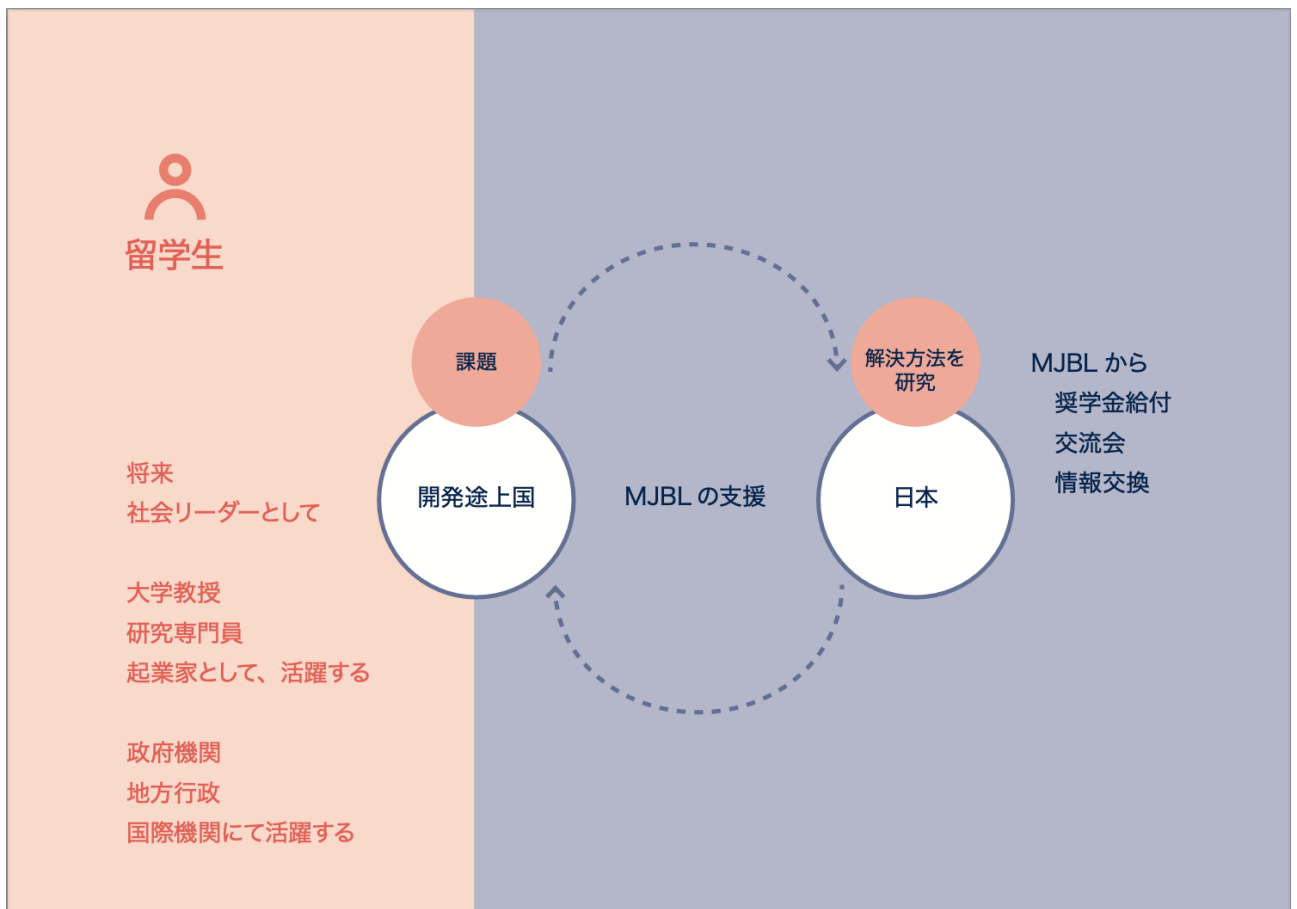 留学生
将来
社会リーダーとして
大学教授
研究専門員
起業家として、活躍する
政府機関
地方行政
国際機関にて活躍する
課題
開発途上国
MJBL の支援
解決方法を
研究
日本
MJBL から
奨学金給付
交流会
情報交換